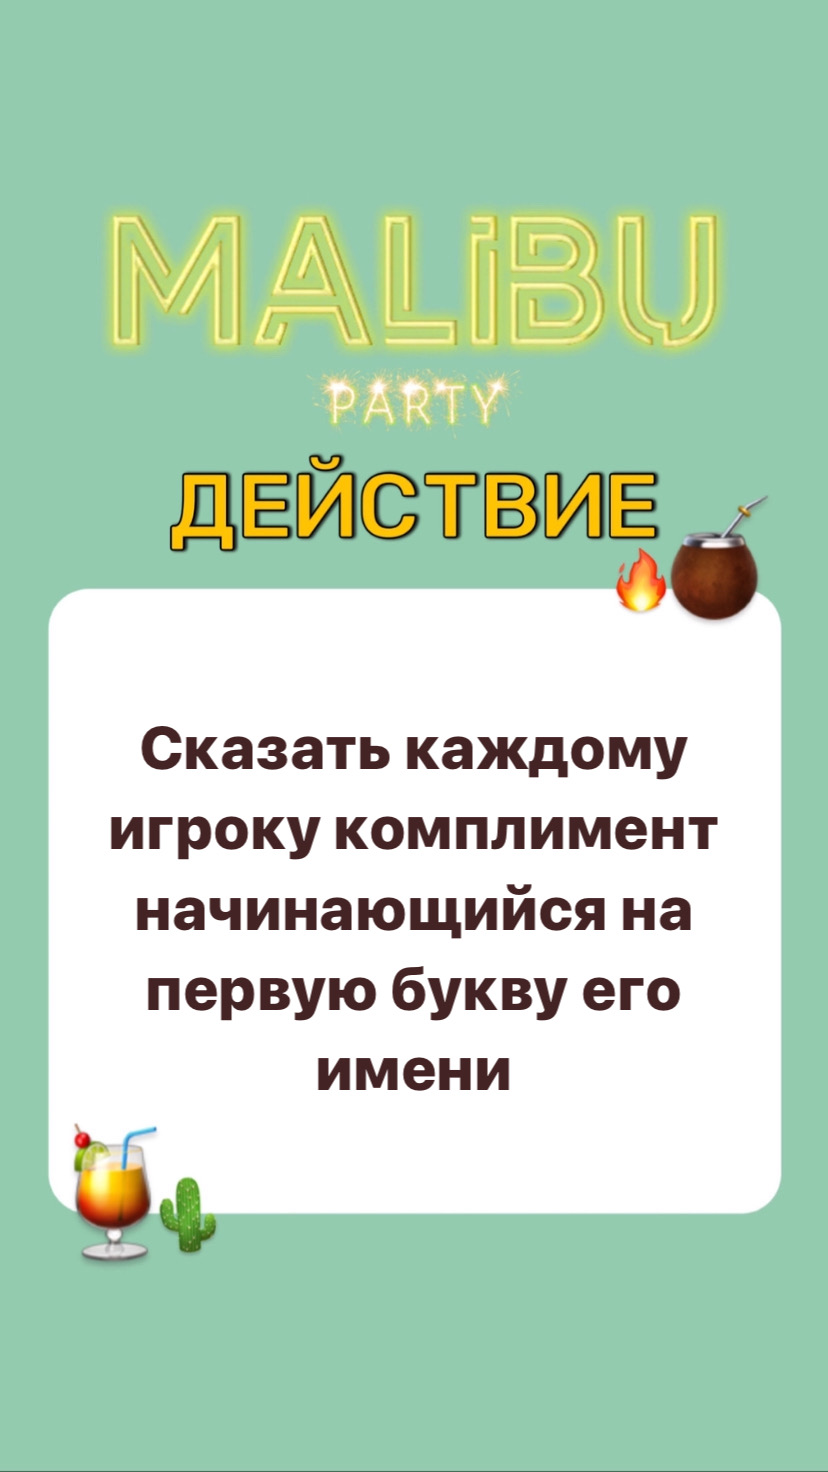 MALiBU
PARTY
ДЕЙСТВИЕ
Сказать каждому
игроку комплимент
начинающийся на
первую букву его
имени